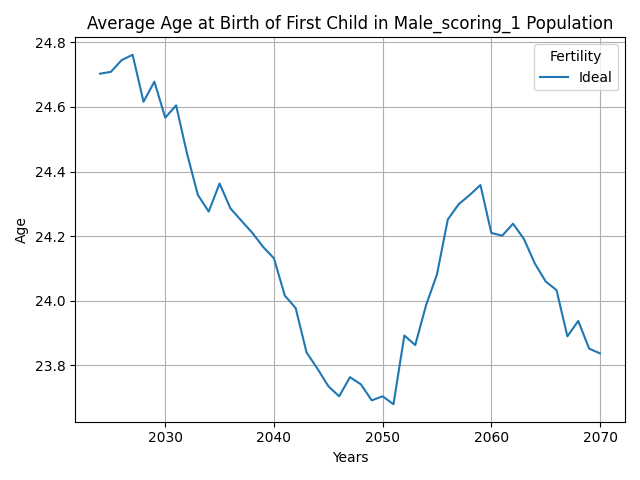 Average Age at Birth of First Child in Male_scoring_1 Population
Fertility
Ideal
24.8
24.6
24.4
24.2
24.0
23.8
Age
2030
2040
2050
2060
2070
Years